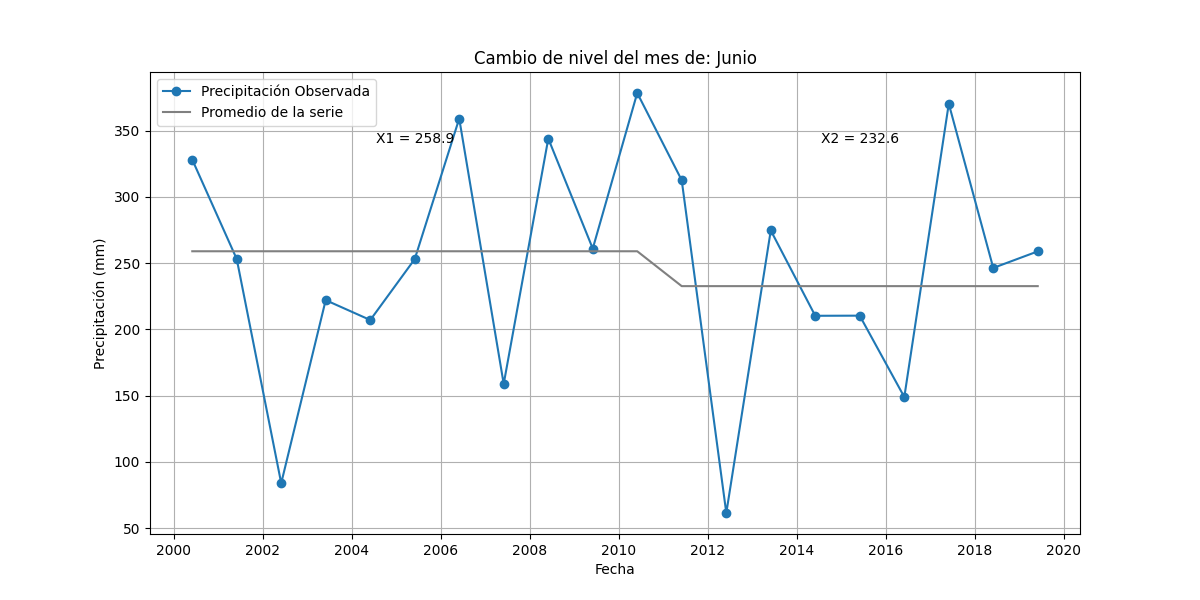 Cambio de nivel del mes de: Junio
Precipitación Observada
Promedio de la serie
X1 = 258.9
X2 = 232.6
Precipitación (mm)
350
300
250
200
150
100
50
2000 2002 2004 2006 2008 2010 2012 2014 2016 2018 2020
Fecha